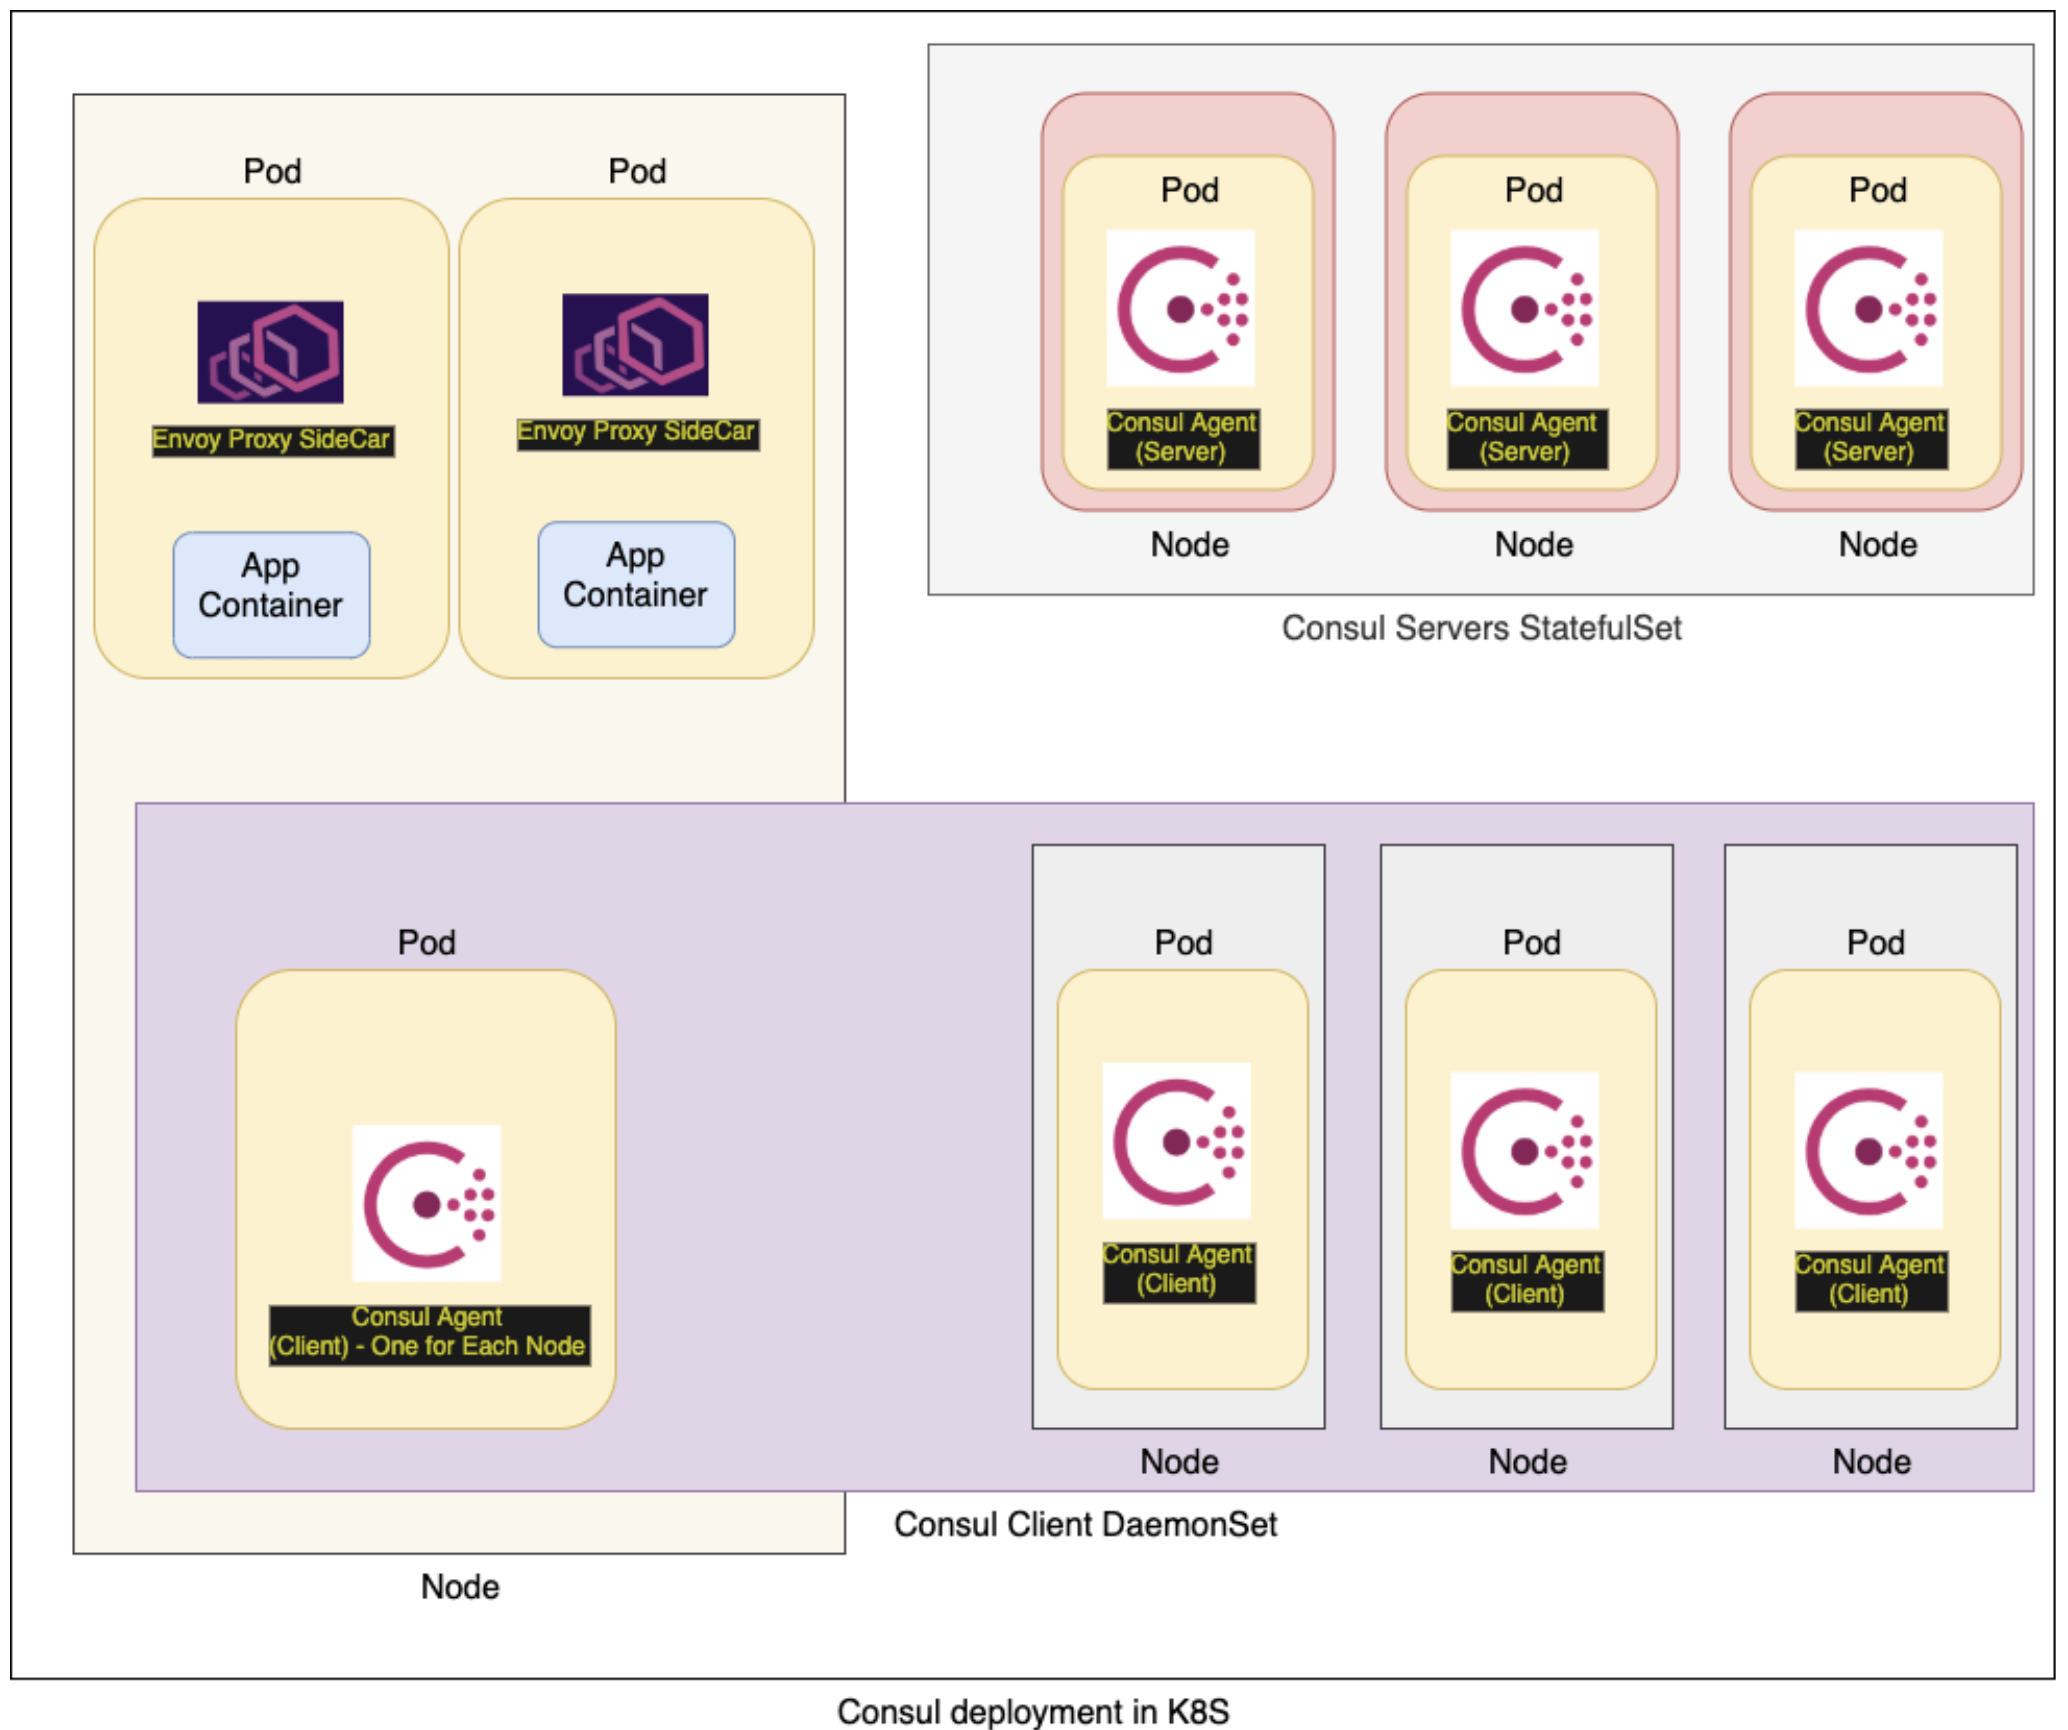 Pod
Pod
Envoy Proxy SideCar
Envoy Proxy SideCar
App
Container
App
Container
Pod
Pod
Pod
Consul Agent
(Server)
Consul Agent
(Server)
Consul Agent
(Server)
Node
Node
Node
Consul Servers StatefulSet
Pod
Consul Agent
(Client) - One for Each Node
Pod
Pod
Pod
Consul Agent
(Client)
Consul Agent
(Client)
Consul Agent
(Client)
Node
Node
Node
Consul Client DaemonSet
Node
Consul deployment in K8S